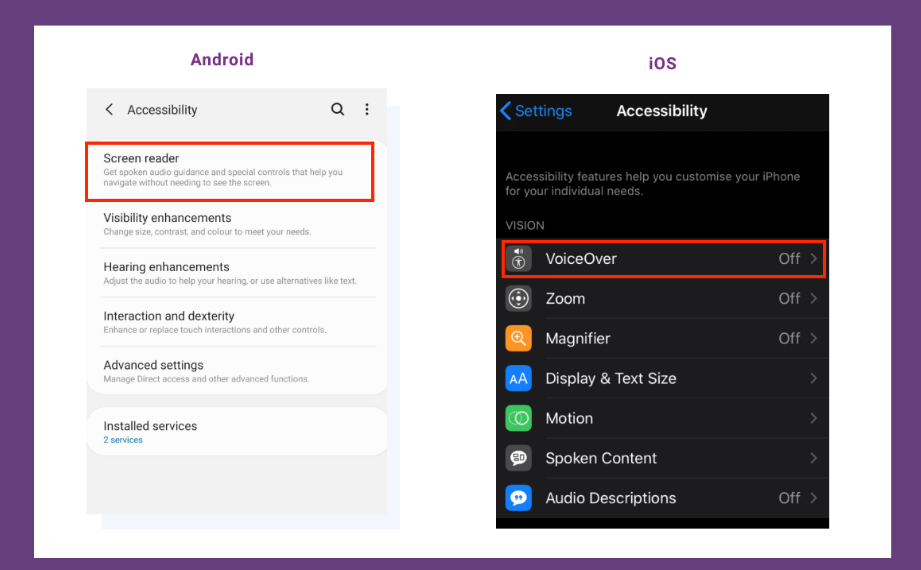 Android
Accessibility
Screen reader
Get spoken audio guidance and special controls that help you
navigate without needing to see the screen.
Visibility enhancements
Change size, contrast, and colour to meet your needs.
Hearing enhancements
Adjust the audio to help your hearing, or use alternatives like text.
Interaction and dexterity
Enhance or replace touch interactions and other controls.
Advanced settings
Manage Direct access and other advanced functions.
Installed services
2 services
iOS
Settings Accessibility
Accessibility features help you customise your iPhone
for your individual needs.
VISION
VoiceOver Off
Zoom Off
Magnifier Off
AA Display & Text Size
Motion
Spoken Content
Audio Descriptions Off